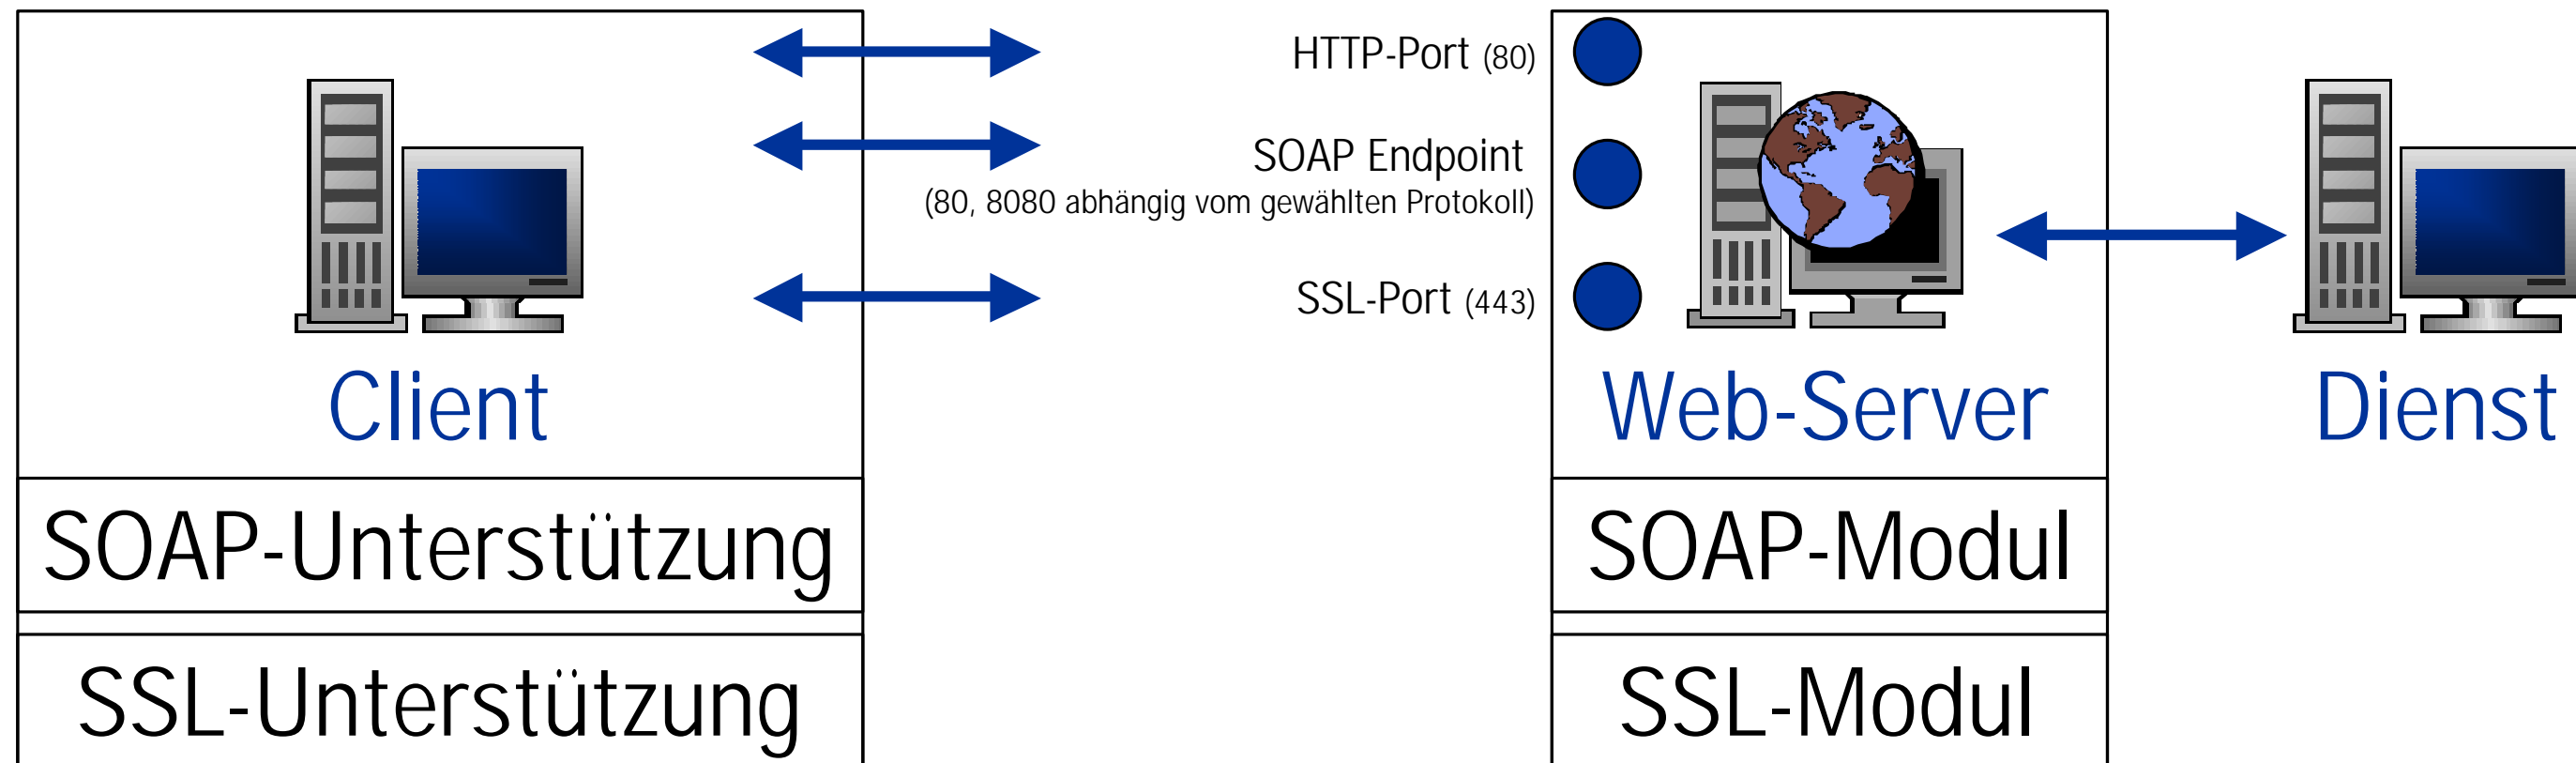 HTTP-Port (80)
SOAP Endpoint
(80, 8080 abhängig vom gewählten Protokoll)
SSL-Port (443)
Client
Web-Server
Dienst
SOAP-Unterstützung
SOAP-Modul
SSL-Unterstützung
SSL-Modul